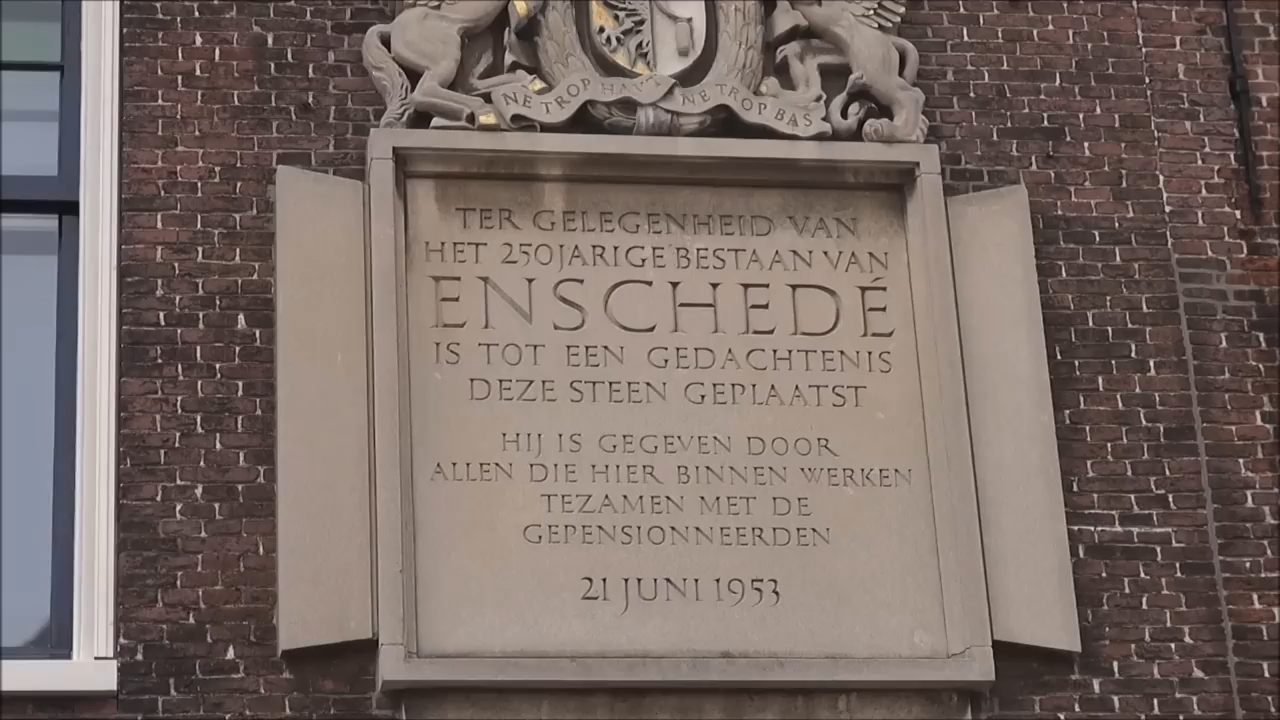 NE TROP HAUT NE TROP BAS
TER GELEGENHEID VAN
HET 250JARIGE BESTAAN VAN
ENSCHEDÉ
IS TOT EEN GEDACHTENIS
DEZE STEEN GEPLAATST
HIJ IS GEGEVEN DOOR
ALLEN DIE HIER BINNEN WERKEN
TEZAMEN MET DE
GEPENSIONNEERDEN
21 JUNI 1953